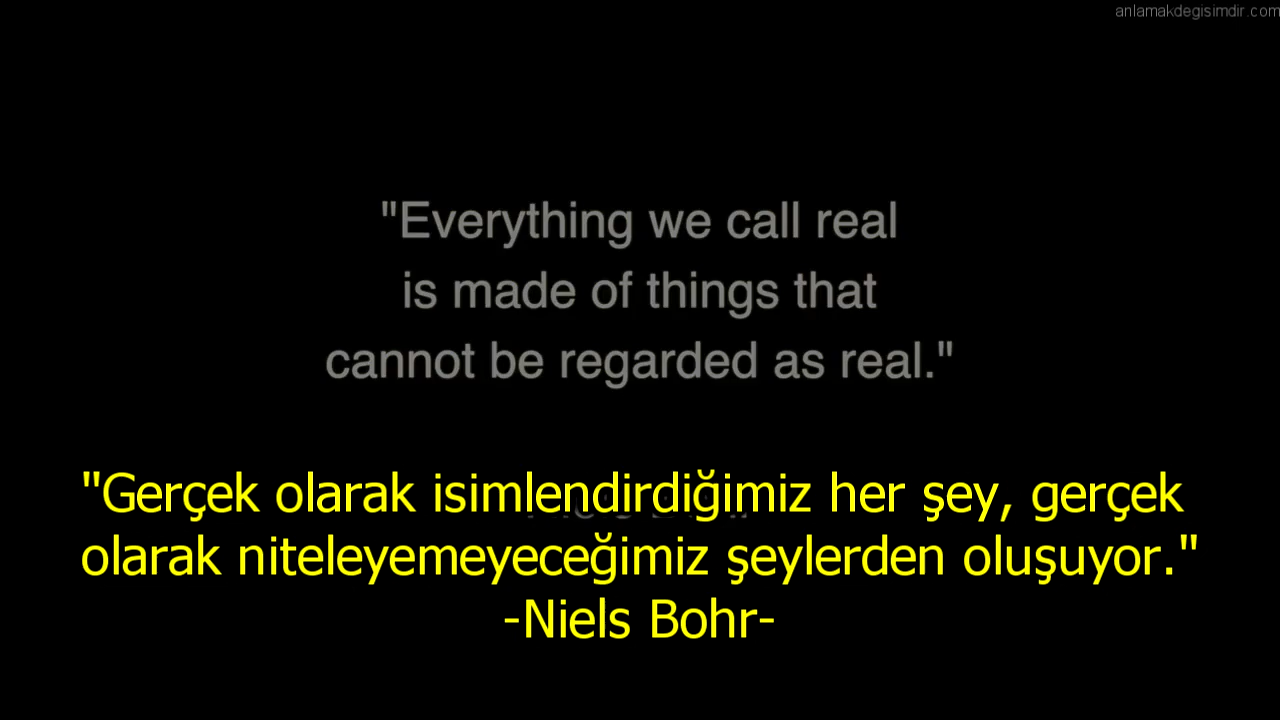 anlamakdegisimdir.com
"Everything we call real
is made of things that
cannot be regarded as real."
"Gerçek olarak isimlendirdiğimiz her şey, gerçek
olarak niteleyemeyeceğimiz şeylerden oluşuyor."
-Niels Bohr-